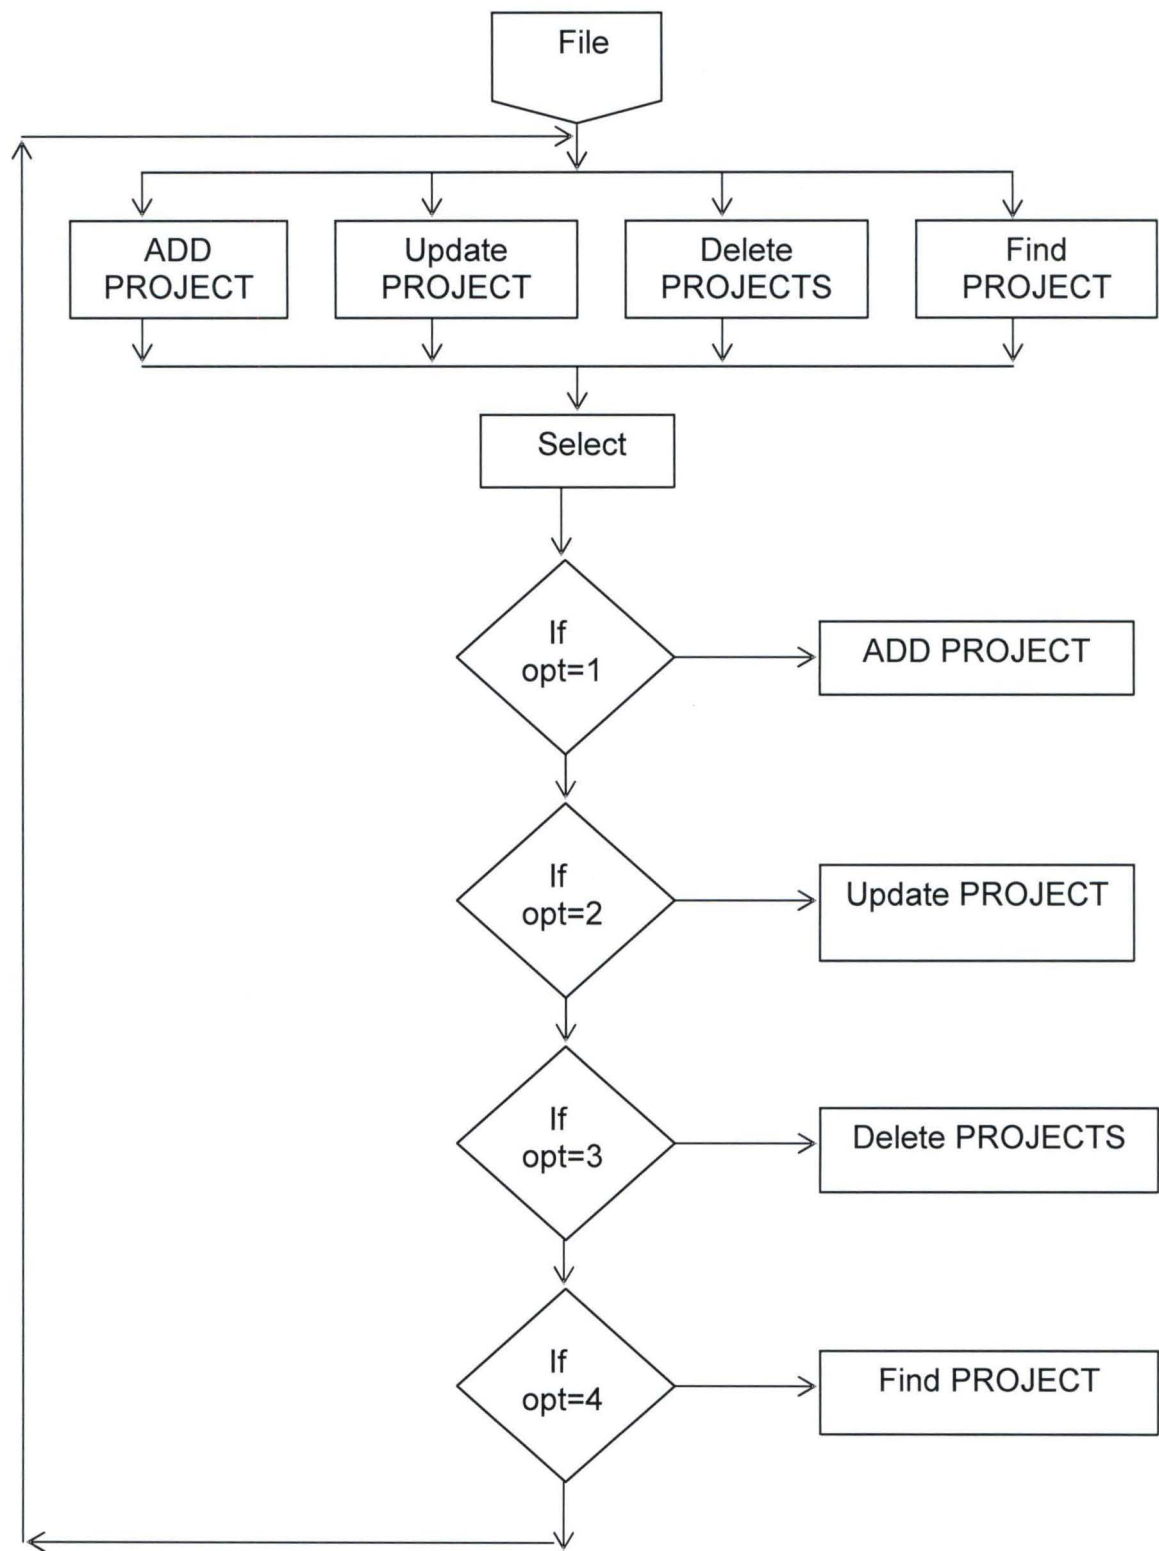 File
ADD
PROJECT
Update
PROJECT
Delete
PROJECTS
Find
PROJECT
Select
If
opt=1
ADD PROJECT
If
opt=2
Update PROJECT
If
opt=3
Delete PROJECTS
If
opt=4
Find PROJECT